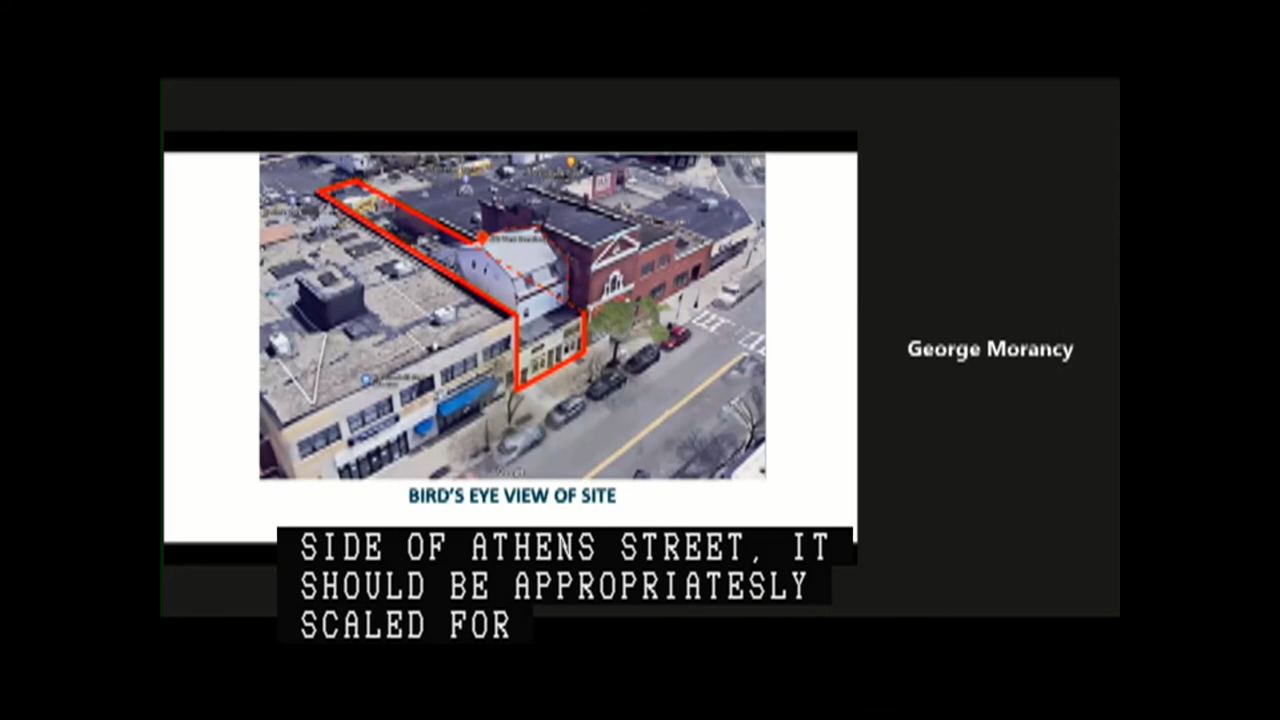 George Morancy
BIRD'S EYE VIEW OF SITE
SIDE OF ATHENS STREET, IT
SHOULD BE APPROPRIATESLY
SCALED FOR